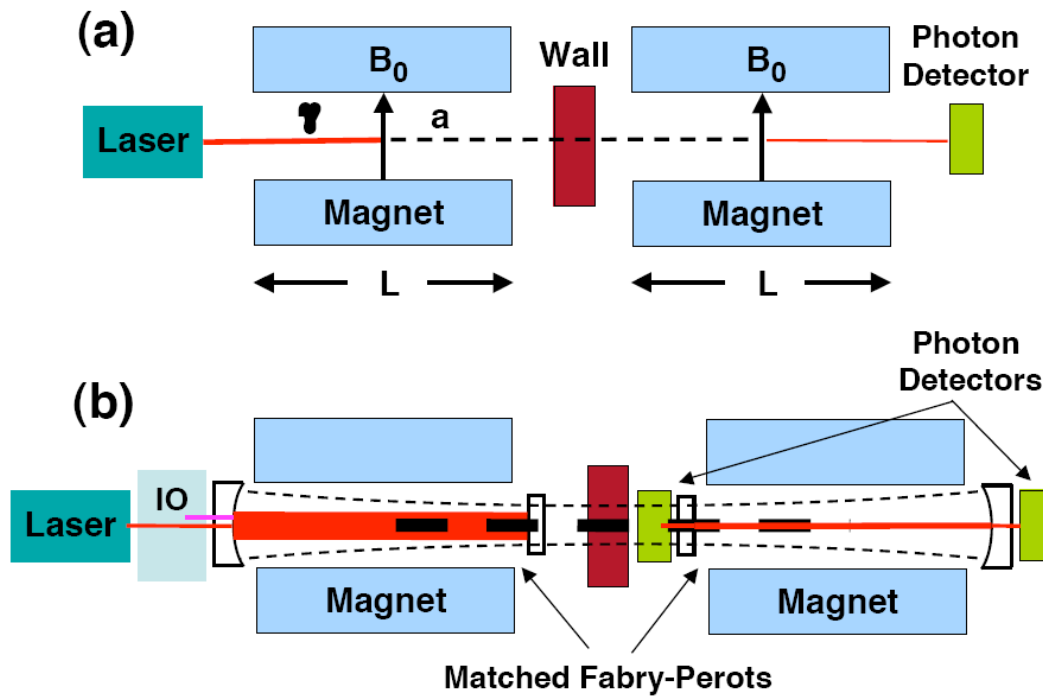 (a)
B0
Wall
B0
Photon
Detector
Laser
γ
a
Magnet
Magnet
L
L
Photon
Detectors
(b)
IO
Laser
Magnet
Magnet
Matched Fabry-Perots